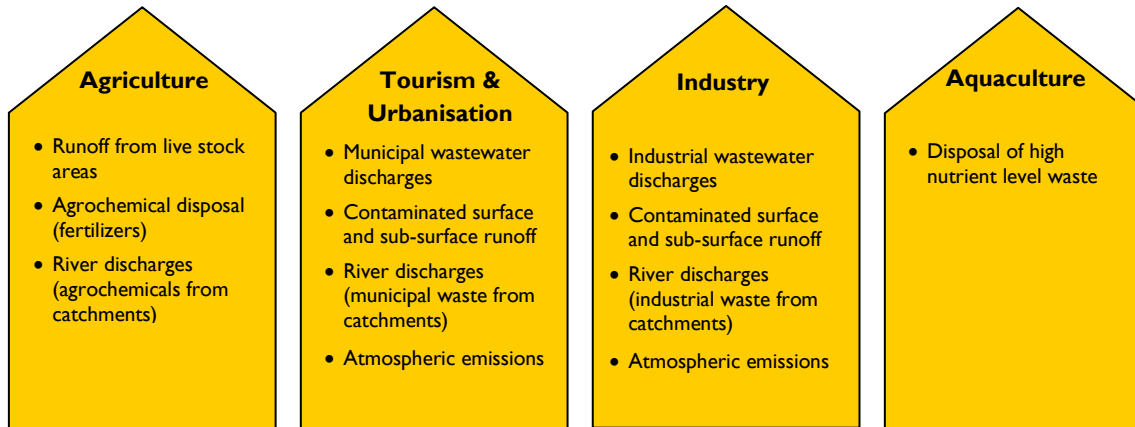 Agriculture
• Runoff from live stock
areas
• Agrochemical disposal
(fertilizers)
• River discharges
(agrochemicals from
catchments)
Tourism &
Urbanisation
• Municipal wastewater
discharges
• Contaminated surface
and sub-surface runoff
• River discharges
(municipal waste from
catchments)
• Atmospheric emissions
Industry
• Industrial wastewater
discharges
• Contaminated surface
and sub-surface runoff
• River discharges
(industrial waste from
catchments)
• Atmospheric emissions
Aquaculture
• Disposal of high
nutrient level waste